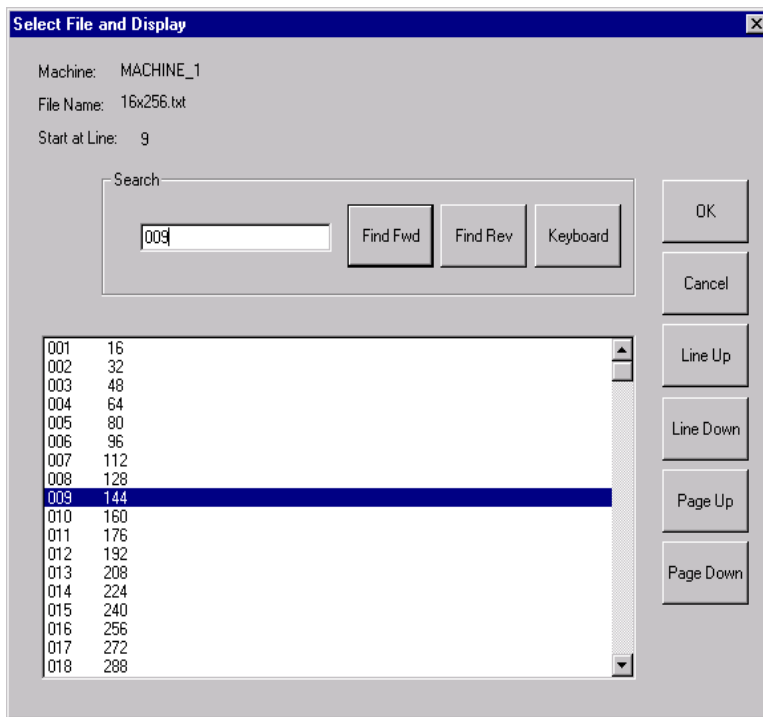 Select File and Display
Machine: MACHINE_1
File Name: 16x256.txt
Start at Line: 9
Search
009
Find Fwd
Find Rev
Keyboard
OK
Cancel
Line Up
Line Down
Page Up
Page Down
001 16
002 32
003 48
004 64
005 80
006 96
007 112
008 128
009 144
010 160
011 176
012 192
013 208
014 224
015 240
016 256
017 272
018 288